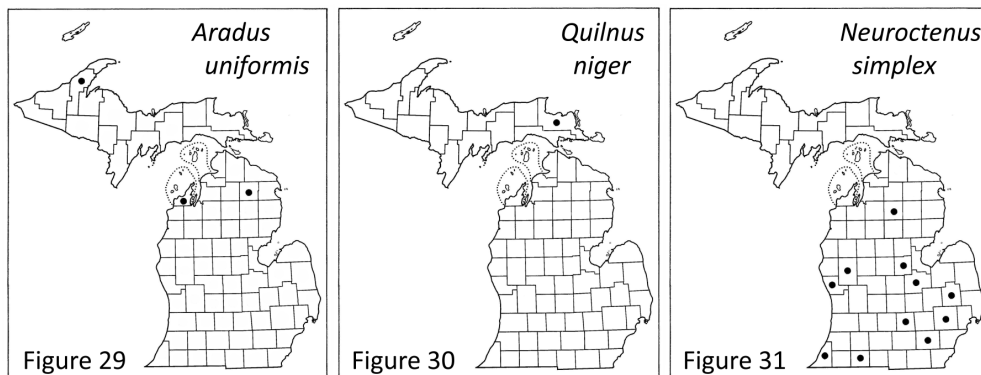 Aradus
uniformis
Figure 29
Quilnus
niger
Figure 30
Neuroctenus
simplex
Figure 31